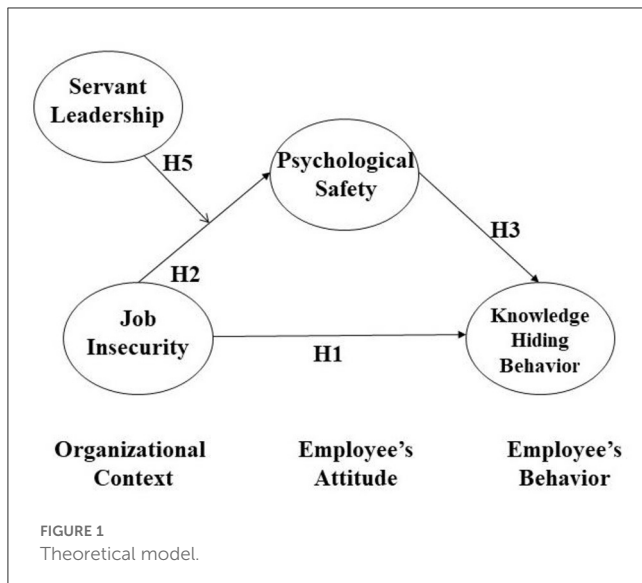 Servant
Leadership
H5
Psychological
Safety
H3
H2
Job
Insecurity
H1
Knowledge
Hiding
Behavior
Organizational
Context
Employee's
Attitude
Employee's
Behavior
FIGURE 1
Theoretical model.